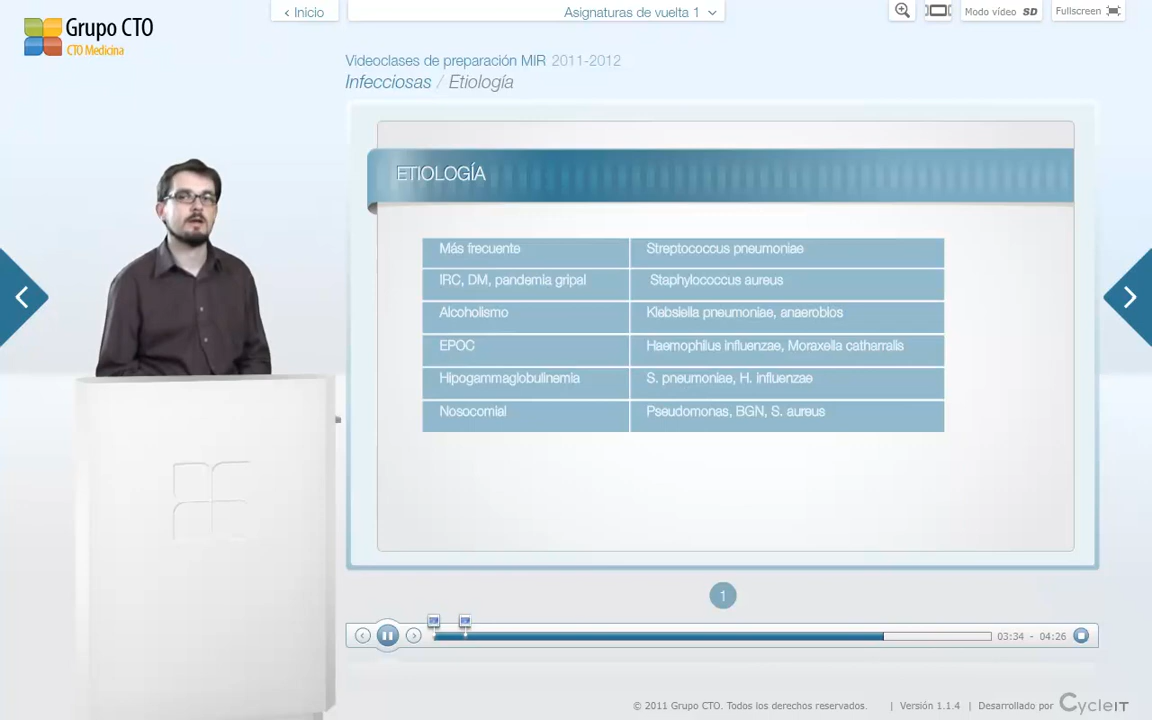 Grupo CTO
CTO Medicina
‹ Inicio
Asignaturas de vuelta 1
Modo vídeo SD
Fullscreen
Videoclases de preparación MIR 2011-2012
Infecciosas / Etiología
ETIOLOGÍA
Más frecuente Streptococcus pneumoniae
IRC, DM, pandemia gripal Staphylococcus aureus
Alcoholismo Klebsiella pneumoniae, anaerobios
EPOC Haemophilus influenzae, Moraxella catharralis
Hipogammaglobulinemia S. pneumoniae, H. influenzae
Nosocomial Pseudomonas, BGN, S. aureus
1
03:34 - 04:26
© 2011 Grupo CTO. Todos los derechos reservados. | Versión 1.1.4 | Desarrollado por CycleIT